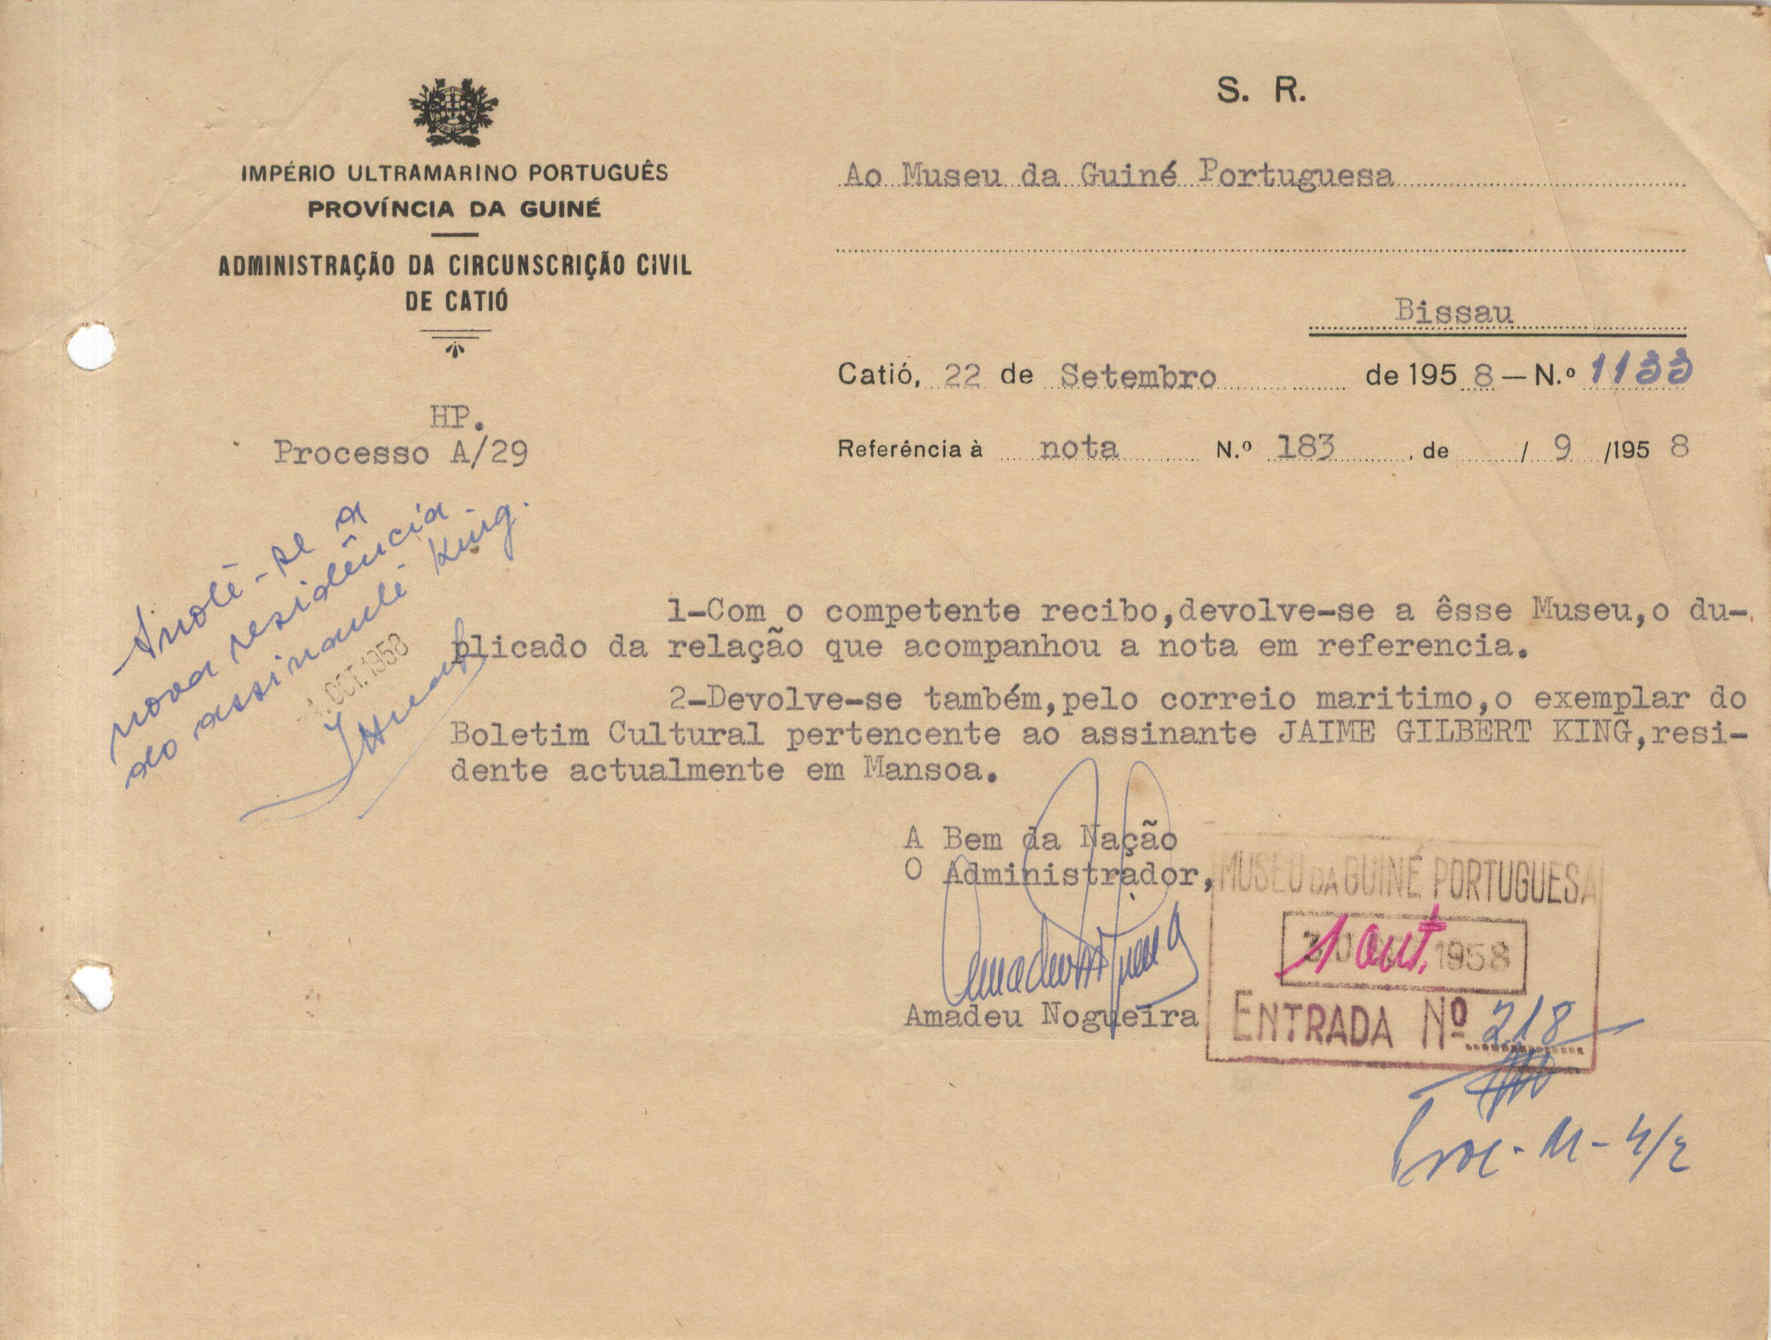 IMPÉRIO ULTRAMARINO PORTUGUÊS
PROVÍNCIA DA GUINÉ
ADMINISTRAÇÃO DA CIRCUNSCRIÇÃO CIVIL
DE CATIÓ
HP.
Processo A/29
S. R.
Ao Museu da Guiné Portuguesa
Bissau
Catió, 22 de Setembro de 1958 — N.º 1133
Referência à nota N.º 183, de / 9 /1958
Anote-se a
nova residência
do assinante King.
1 OCT. 1958
1-Com o competente recibo,devolve-se a êsse Museu,o du-
plicado da relação que acompanhou a nota em referencia.
2-Devolve-se também,pelo correio maritimo,o exemplar do
Boletim Cultural pertencente ao assinante JAIME GILBERT KING,resi-
dente actualmente em Mansoa.
A Bem da Nação
O Administrador,
Amadeu Nogueira
MUSEU DA GUINÉ PORTUGUESA
1 Out. 1958
ENTRADA Nº 218
Proc-